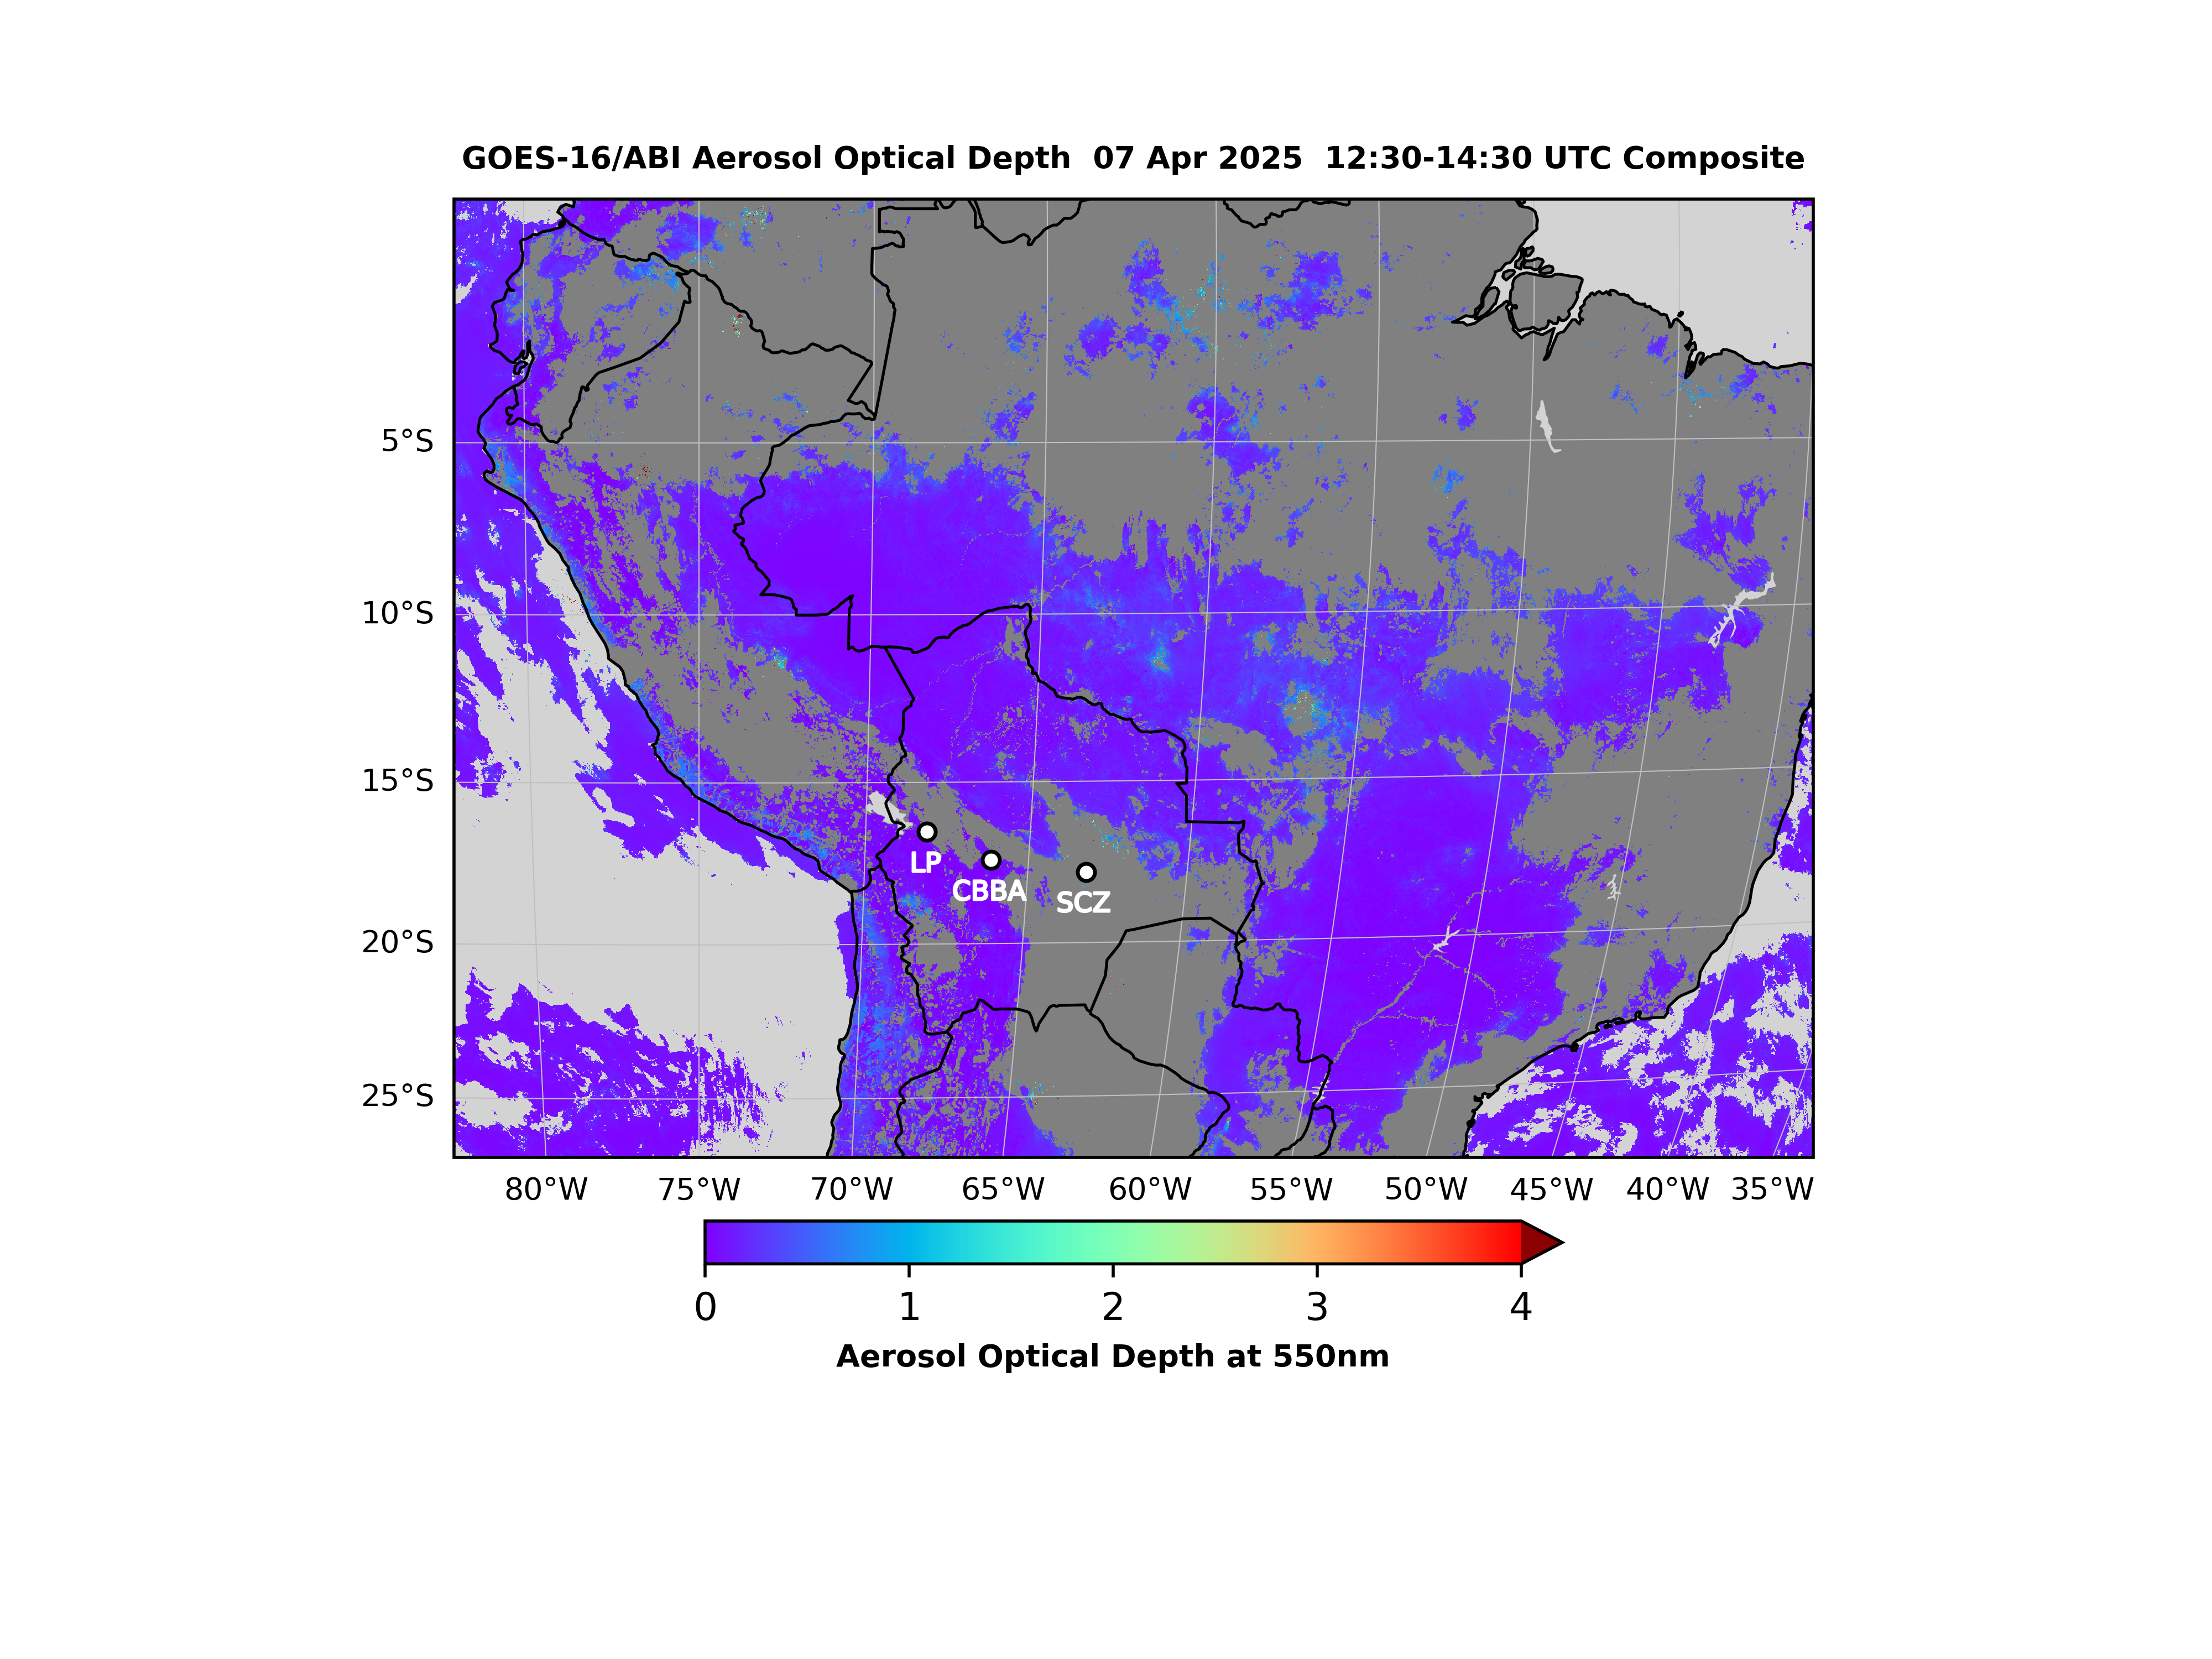 GOES-16/ABI Aerosol Optical Depth  07 Apr 2025  12:30-14:30 UTC Composite
5°S
10°S
15°S
LP
CBBA
SCZ
20°S
25°S
80°W 75°W 70°W 65°W 60°W 55°W 50°W 45°W 40°W 35°W
0 1 2 3 4
Aerosol Optical Depth at 550nm